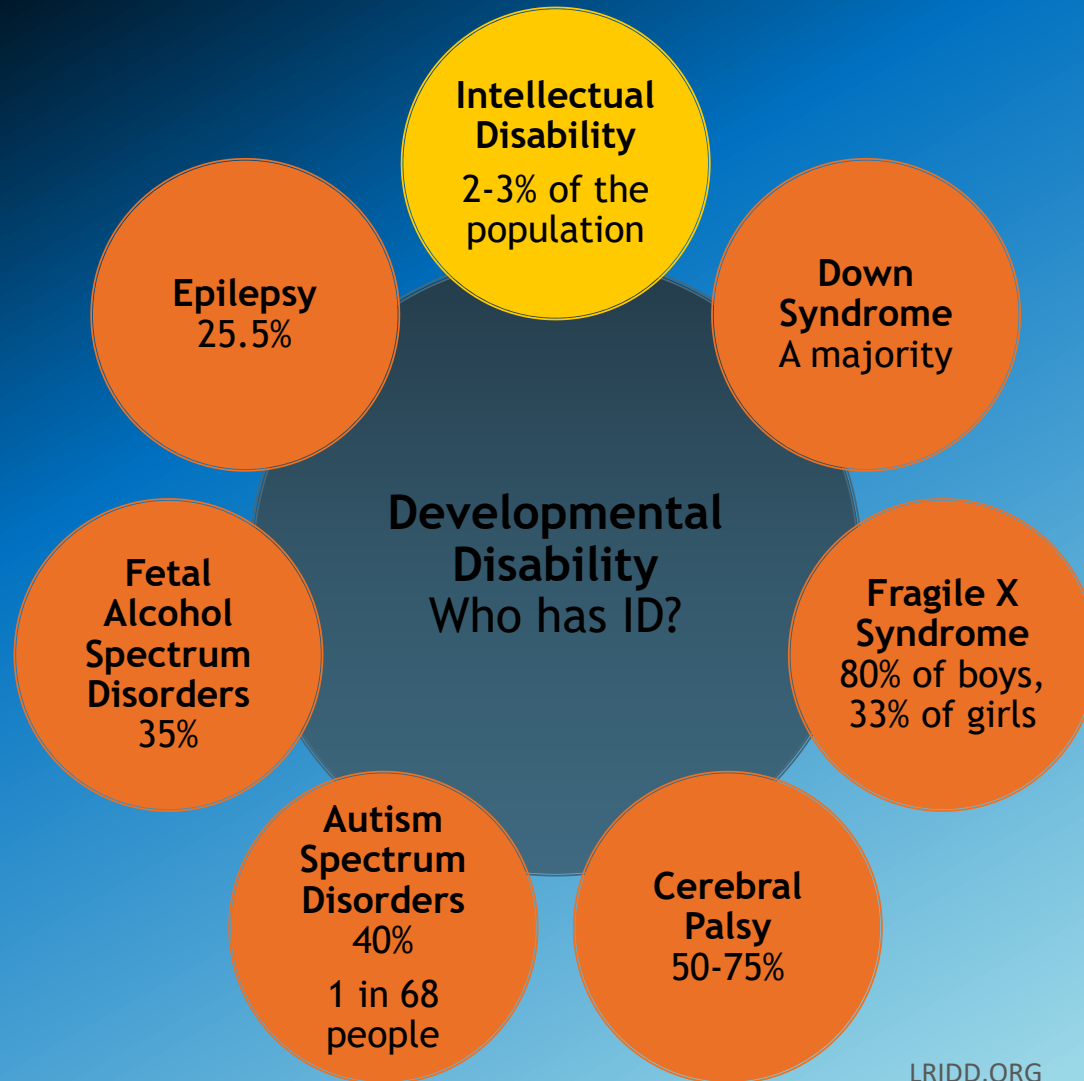 Intellectual
Disability
2-3% of the
population
Down
Syndrome
A majority
Fragile X
Syndrome
80% of boys,
33% of girls
Cerebral
Palsy
50-75%
Autism
Spectrum
Disorders
40%
1 in 68
people
Fetal
Alcohol
Spectrum
Disorders
35%
Epilepsy
25.5%
Developmental
Disability
Who has ID?
LRIDD.ORG